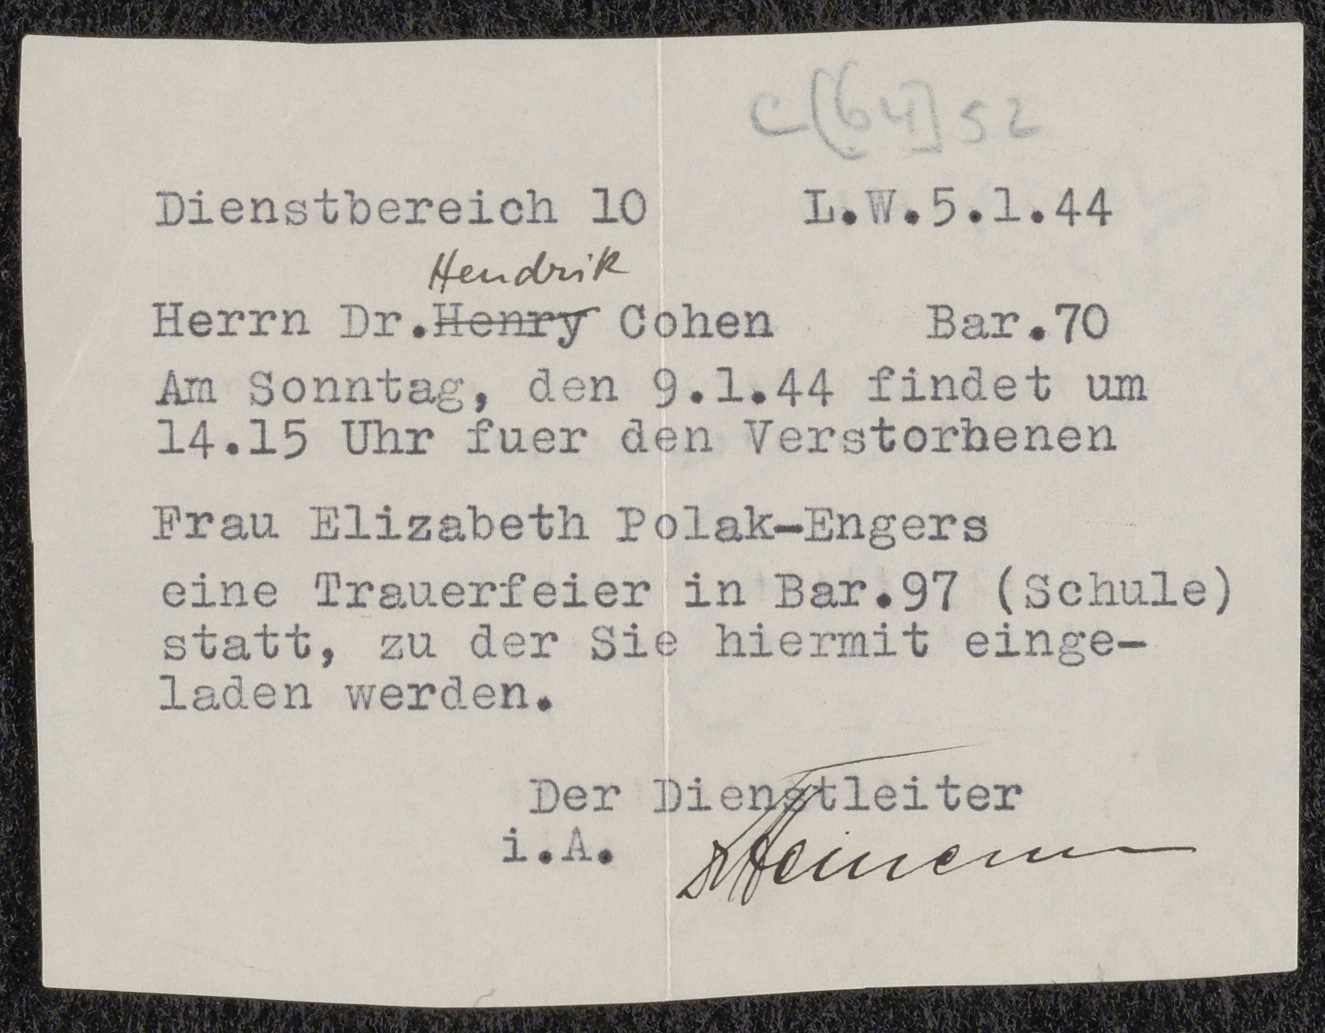 C[64]52
Dienstbereich 10 L.W.5.1.44
Hendrik
Herrn Dr.Henry Cohen Bar.70
Am Sonntag, den 9.1.44 findet um
14.15 Uhr fuer den Verstorbenen
Frau Elizabeth Polak-Engers
eine Trauerfeier in Bar.97 (Schule)
statt, zu der Sie hiermit einge-
laden werden.
Der Dienstleiter
i.A.